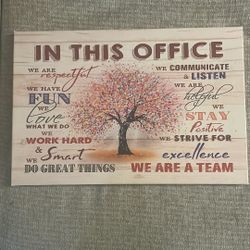 IN THIS OFFICE
WE ARE
respectful
WE HAVE
FUN
WE
Love
WHAT WE DO
WE
WORK HARD
& Smart
WE
DO GREAT THINGS
WE
COMMUNICATE
& LISTEN
WE ARE
helpful
WE
STAY
Positive
WE STRIVE FOR
excellence
WE ARE A TEAM